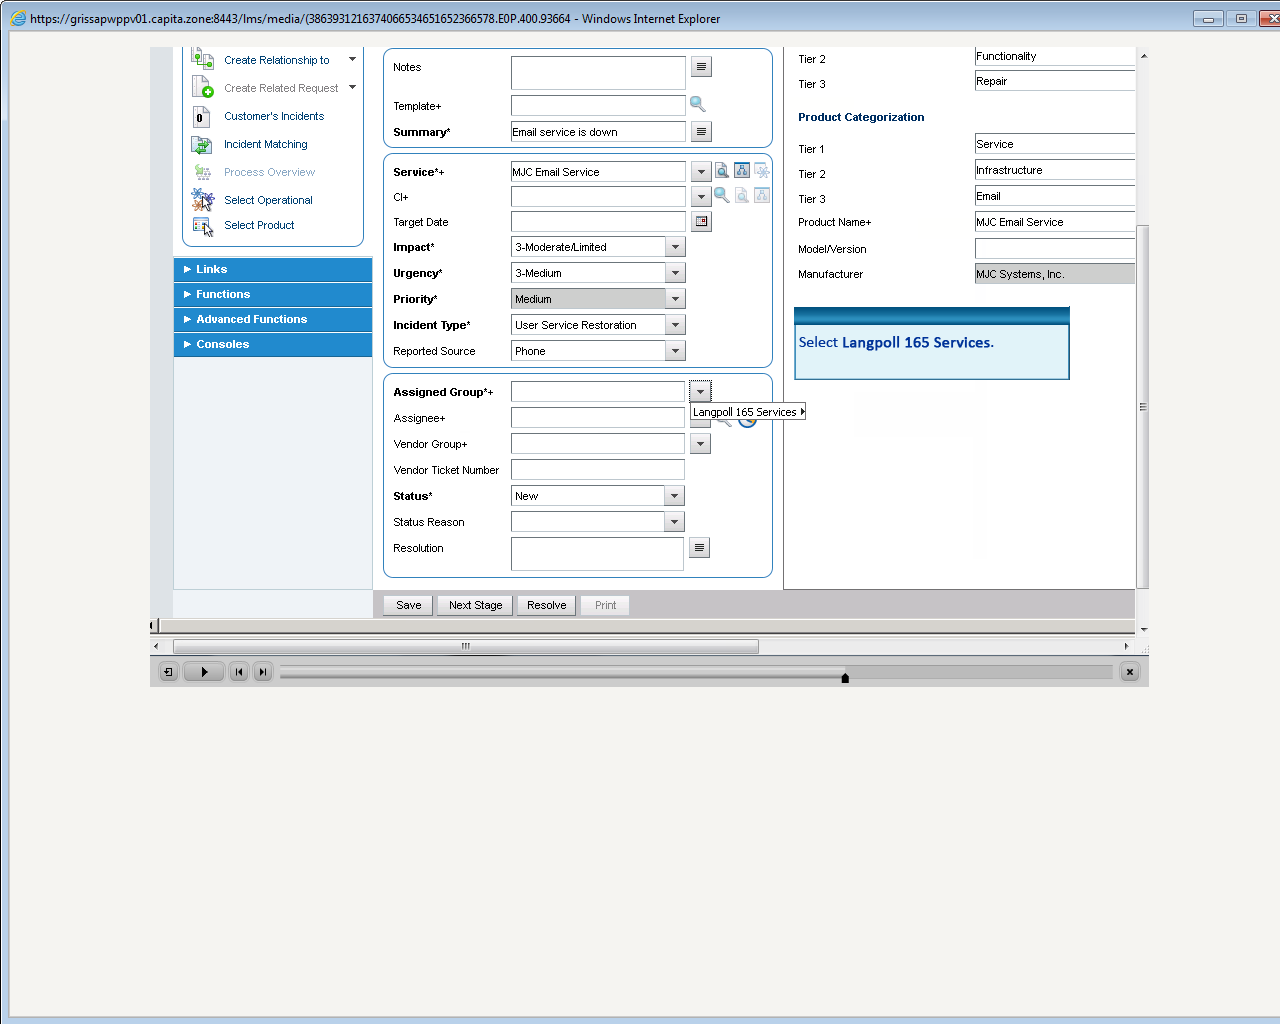 https://grissapwppv01.capita.zone:8443/lms/media/(3863931216374066534651652366578.E0P.400.93664 - Windows Internet Explorer
Create Relationship to
Create Related Request
0 Customer's Incidents
Incident Matching
Process Overview
Select Operational
Select Product
Links
Functions
Advanced Functions
Consoles
Notes
Template+
Summary* Email service is down
Service*+ MJC Email Service
CI+
Target Date
Impact* 3-Moderate/Limited
Urgency* 3-Medium
Priority* Medium
Incident Type* User Service Restoration
Reported Source Phone
Assigned Group*+
Langpoll 165 Services
Assignee+
Vendor Group+
Vendor Ticket Number
Status* New
Status Reason
Resolution
Save Next Stage Resolve Print
Tier 2 Functionality
Tier 3 Repair
Product Categorization
Tier 1 Service
Tier 2 Infrastructure
Tier 3 Email
Product Name+ MJC Email Service
Model/Version
Manufacturer MJC Systems, Inc.
Select Langpoll 165 Services.